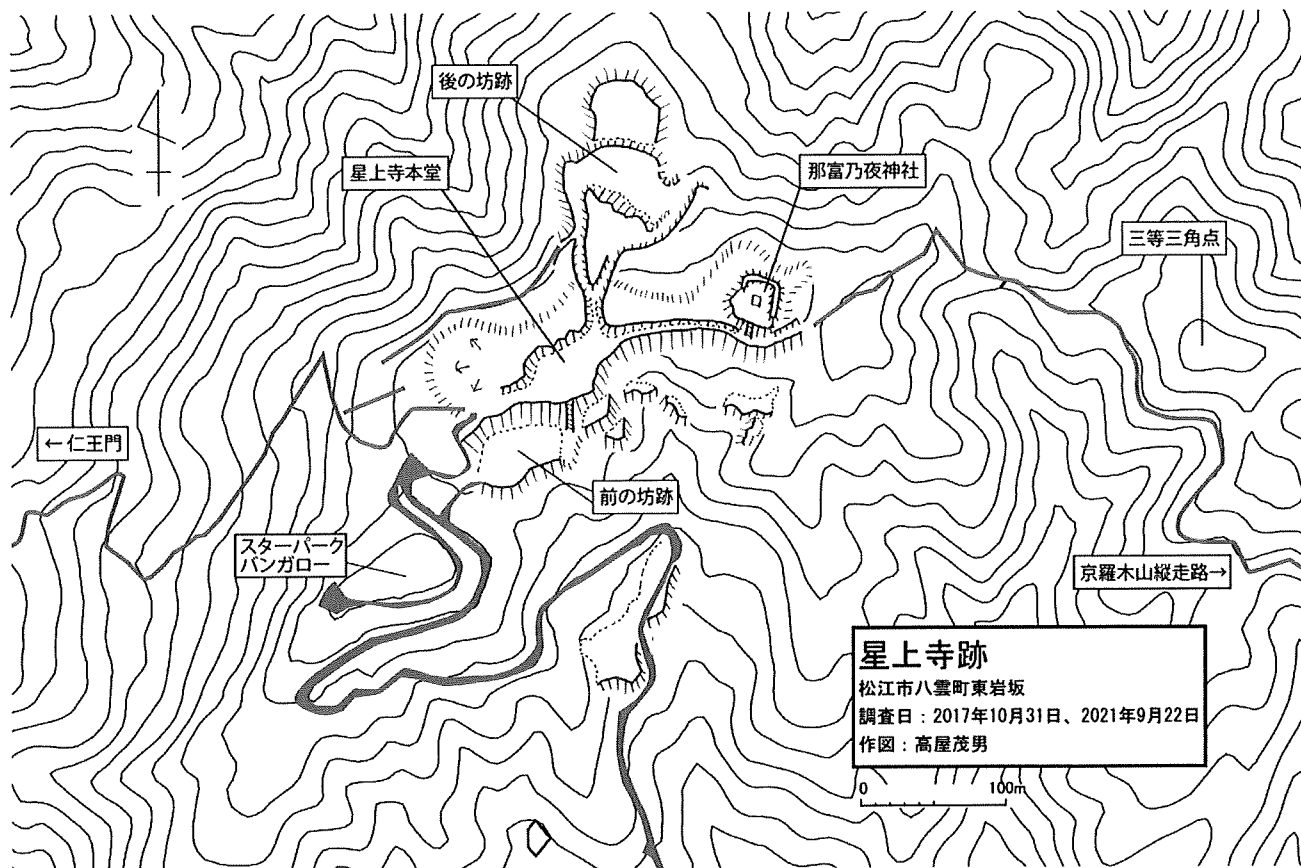 後の坊跡
星上寺本堂
那富乃夜神社
三等三角点
←仁王門
前の坊跡
スターパーク
バンガロー
京羅木山縦走路→
星上寺跡
松江市八雲町東岩坂
調査日：2017年10月31日、2021年9月22日
作図：高屋茂男
0 100m